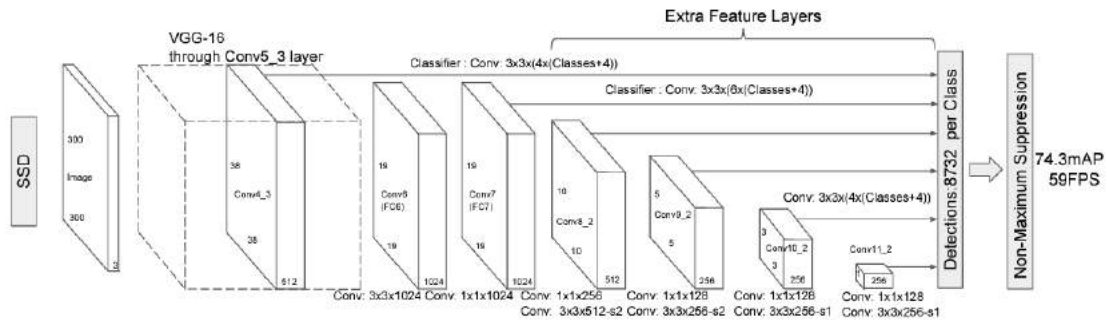 Extra Feature Layers
VGG-16
through Conv5_3 layer
Classifier : Conv: 3x3x(4x(Classes+4))
Classifier : Conv: 3x3x(6x(Classes+4))
Conv: 3x3x(4x(Classes+4))
SSD
300
Image
300
3
38
Conv4_3
38
512
19
Conv6
(FC6)
19
1024
19
Conv7
(FC7)
19
1024
10
Conv8_2
10
512
5
Conv9_2
5
256
3
Conv10_2
3
256
Conv11_2
1
256
Conv: 3x3x1024
Conv: 1x1x1024
Conv: 1x1x256
Conv: 3x3x512-s2
Conv: 1x1x128
Conv: 3x3x256-s2
Conv: 1x1x128
Conv: 3x3x256-s1
Conv: 1x1x128
Conv: 3x3x256-s1
Detections:8732 per Class
Non-Maximum Suppression
74.3mAP
59FPS